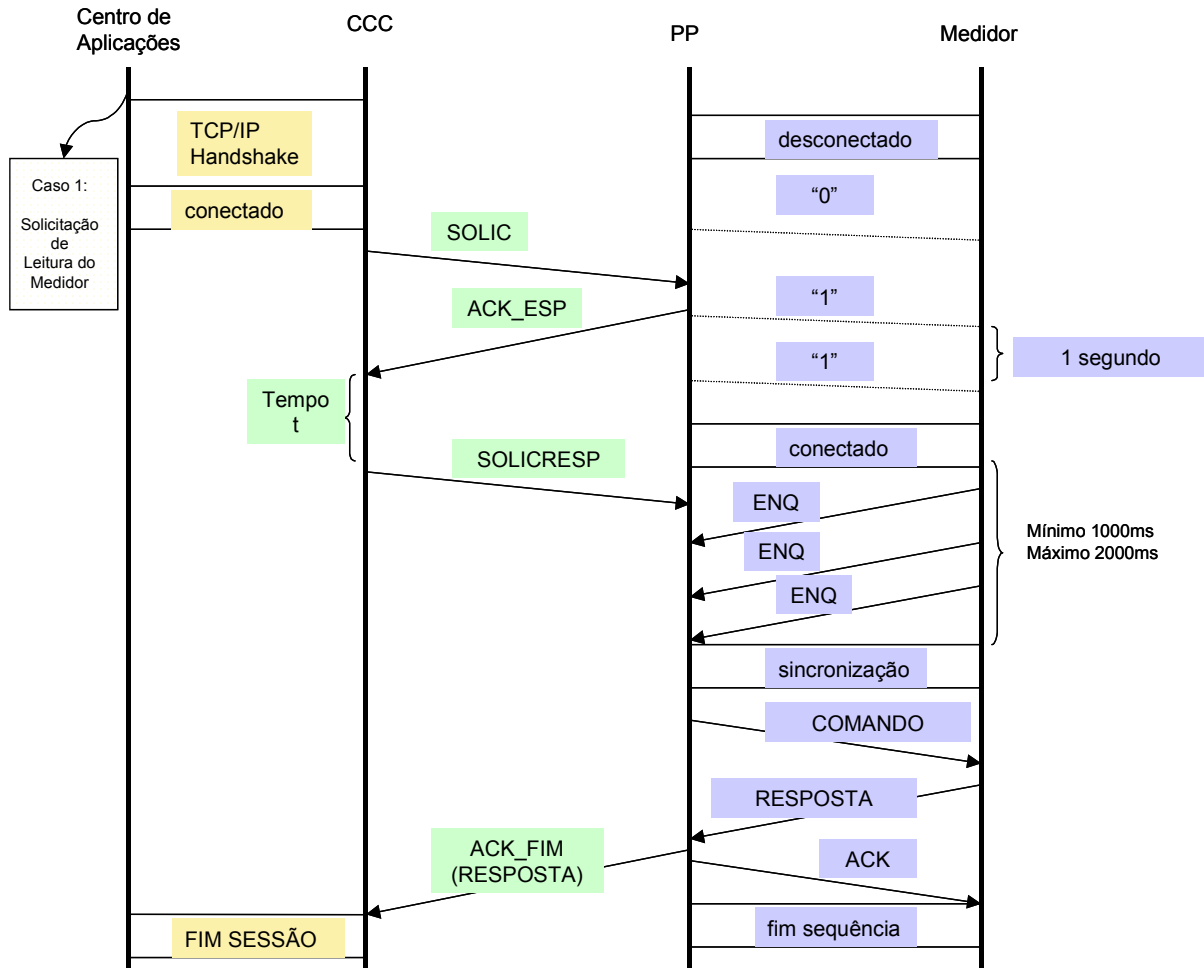 Centro de
Aplicações
CCC
PP
Medidor
TCP/IP
Handshake
desconectado
Caso 1:
Solicitação
de
Leitura do
Medidor
conectado
“0”
SOLIC
“1”
ACK_ESP
“1”
1 segundo
Tempo
t
conectado
SOLICRESP
ENQ
Mínimo 1000ms
Máximo 2000ms
ENQ
ENQ
sincronização
COMANDO
RESPOSTA
ACK_FIM
(RESPOSTA)
ACK
FIM SESSÃO
fim sequência